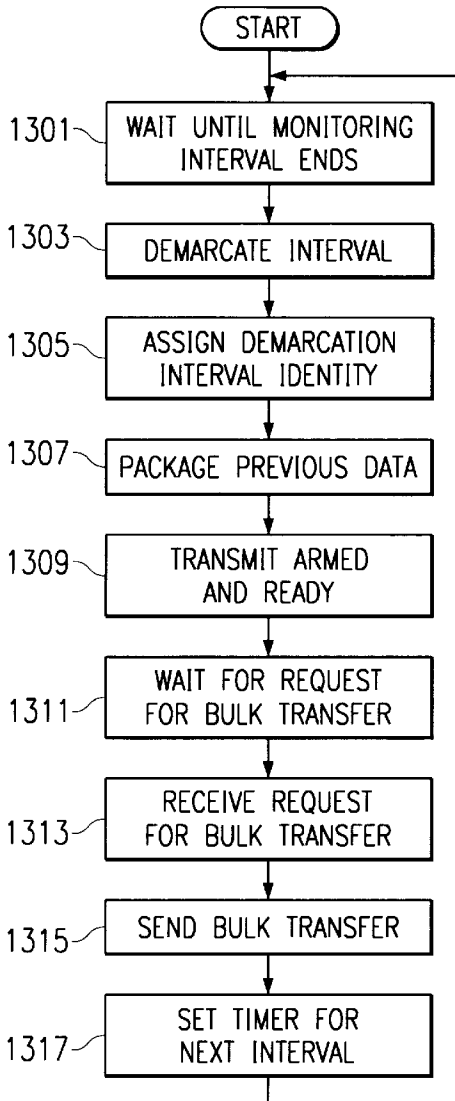 START
1301
WAIT UNTIL MONITORING
INTERVAL ENDS
1303
DEMARCATE INTERVAL
1305
ASSIGN DEMARCATION
INTERVAL IDENTITY
1307
PACKAGE PREVIOUS DATA
1309
TRANSMIT ARMED
AND READY
1311
WAIT FOR REQUEST
FOR BULK TRANSFER
1313
RECEIVE REQUEST
FOR BULK TRANSFER
1315
SEND BULK TRANSFER
1317
SET TIMER FOR
NEXT INTERVAL